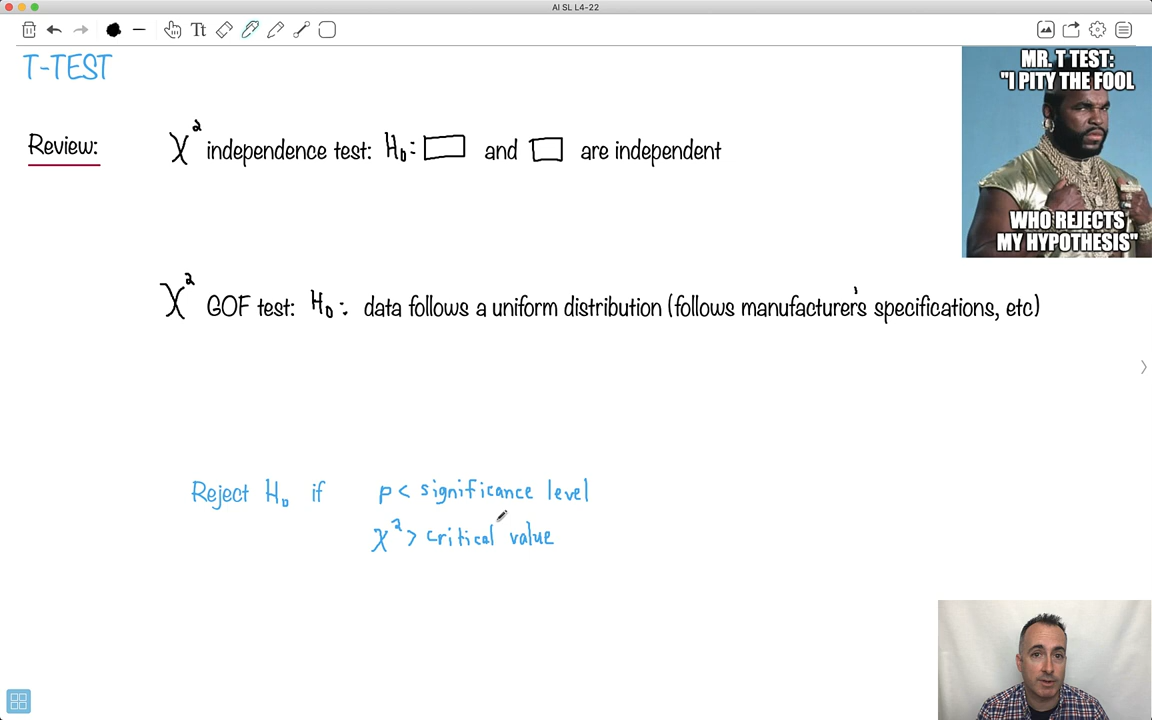 AI SL L4-22
Tt
T-TEST
MR. T TEST:
"I PITY THE FOOL
WHO REJECTS
MY HYPOTHESIS"
Review:
χ² independence test: H₀: and are independent
χ² GOF test: H₀: data follows a uniform distribution (follows manufacturer's specifications, etc)
Reject H₀ if p < significance level
χ² > critical value